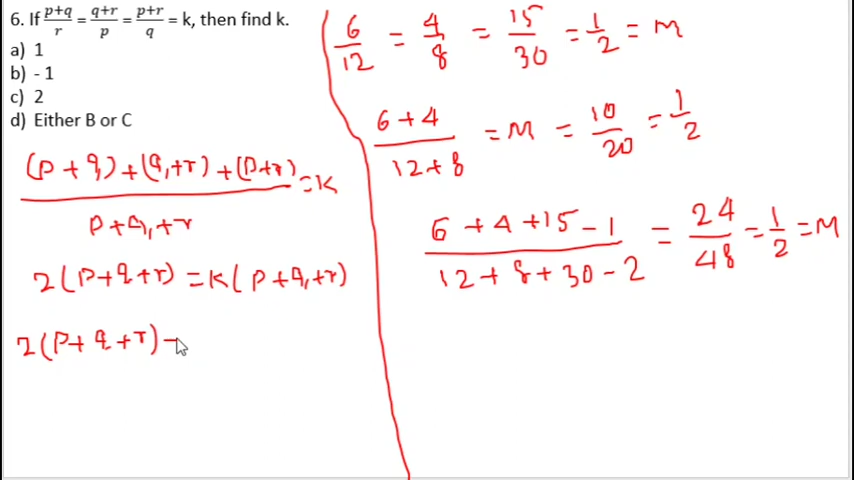 6. If p+q/r = q+r/p = p+r/q = k, then find k.
a) 1
b) - 1
c) 2
d) Either B or C
(p+q)+(q+r)+(p+r)/p+q+r = k
2(p+q+r) = k(p+q+r)
2(p+q+r) -
6/12 = 4/8 = 15/30 = 1/2 = m
6+4/12+8 = m = 10/20 = 1/2
6+4+15-1/12+8+30-2 = 24/48 = 1/2 = m